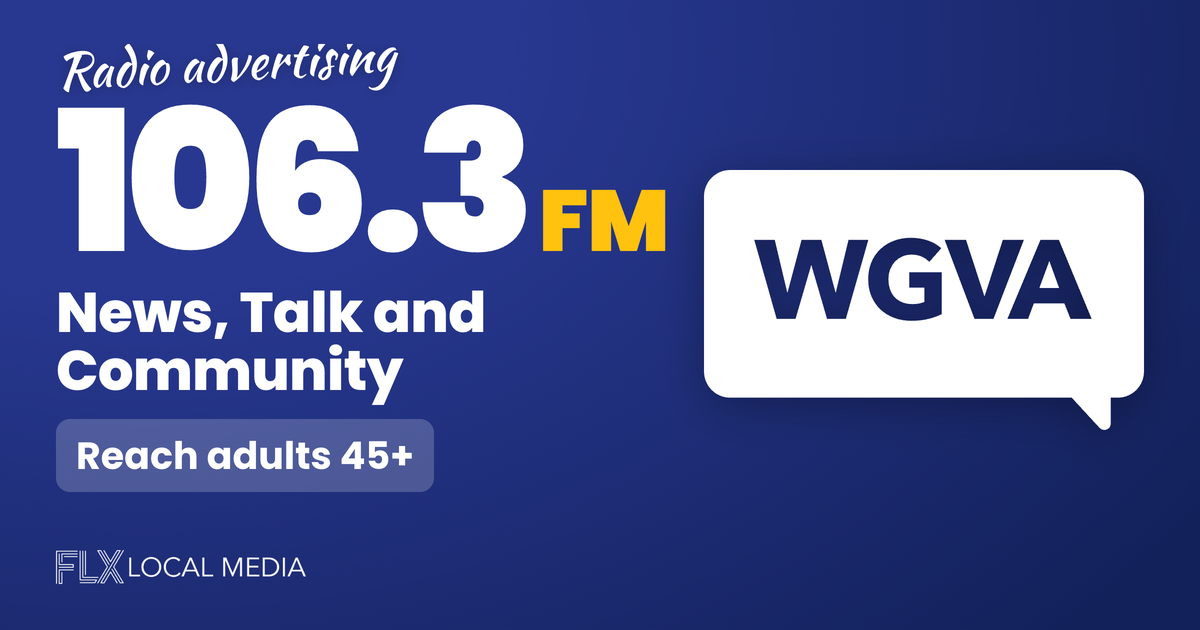 Radio advertising
106.3 FM
News, Talk and
Community
Reach adults 45+
FLX LOCAL MEDIA
WGVA